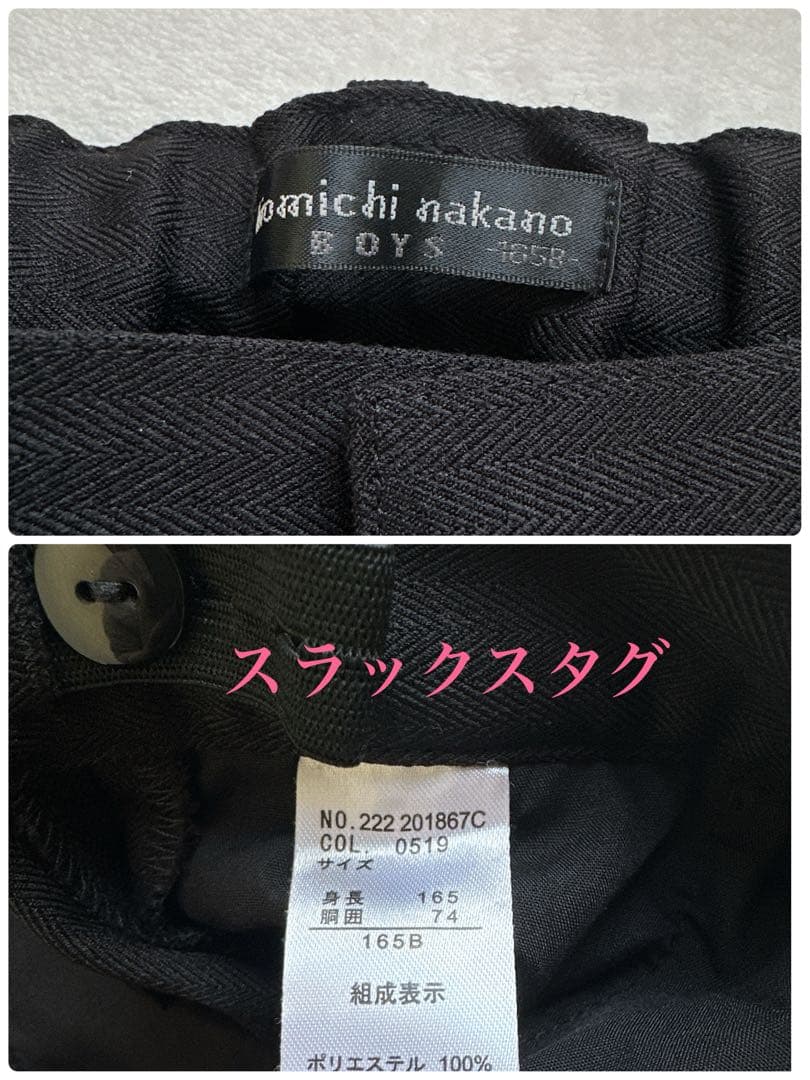 omichi nakano
BOYS -165B-
スラックスタグ
NO.222 201867C
COL. 0519
サイズ
身長 165
胴囲 74
165B
組成表示
ポリエステル 100%